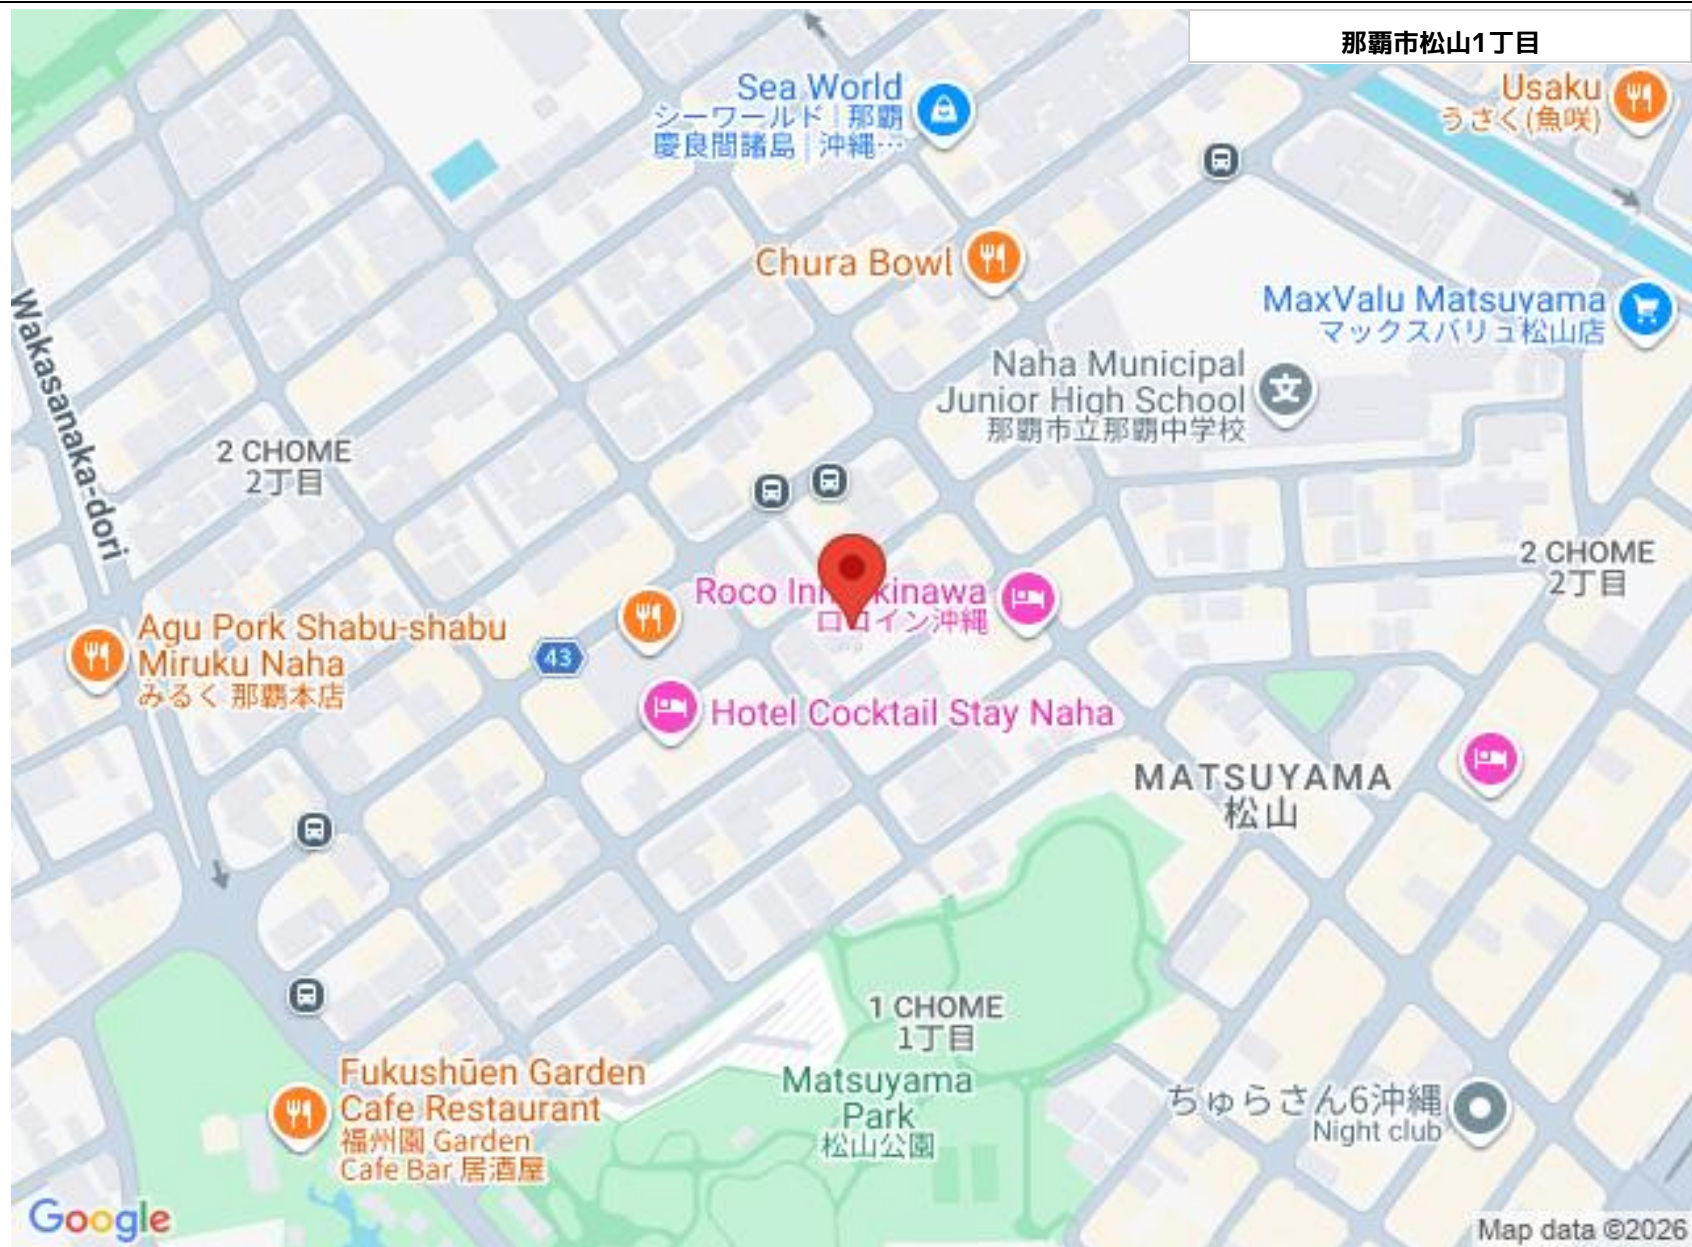 那覇市松山1丁目
Sea World
シーワールド | 那覇
慶良間諸島 | 沖縄…
Usaku
うさく(魚咲)
Chura Bowl
MaxValu Matsuyama
マックスバリュ松山店
Naha Municipal
Junior High School
那覇市立那覇中学校
Wakasanaka-dori
2 CHOME
2丁目
2 CHOME
2丁目
Roco Inn kinawa
ロコイン沖縄
Agu Pork Shabu-shabu
Miruku Naha
みるく 那覇本店
43
Hotel Cocktail Stay Naha
MATSUYAMA
松山
1 CHOME
1丁目
Matsuyama
Park
松山公園
Fukushūen Garden
Cafe Restaurant
福州園 Garden
Cafe Bar 居酒屋
ちゅらさん6沖縄
Night club
Google
Map data ©2026